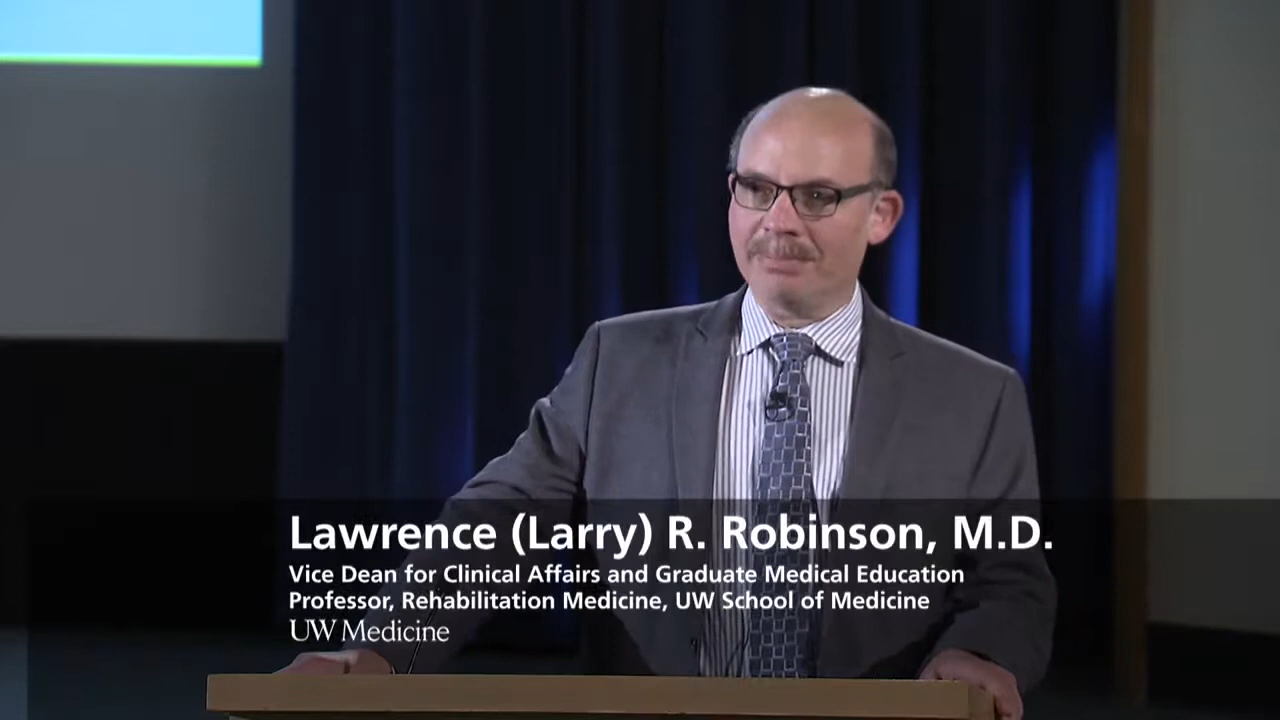 Lawrence (Larry) R. Robinson, M.D.
Vice Dean for Clinical Affairs and Graduate Medical Education
Professor, Rehabilitation Medicine, UW School of Medicine
UW Medicine